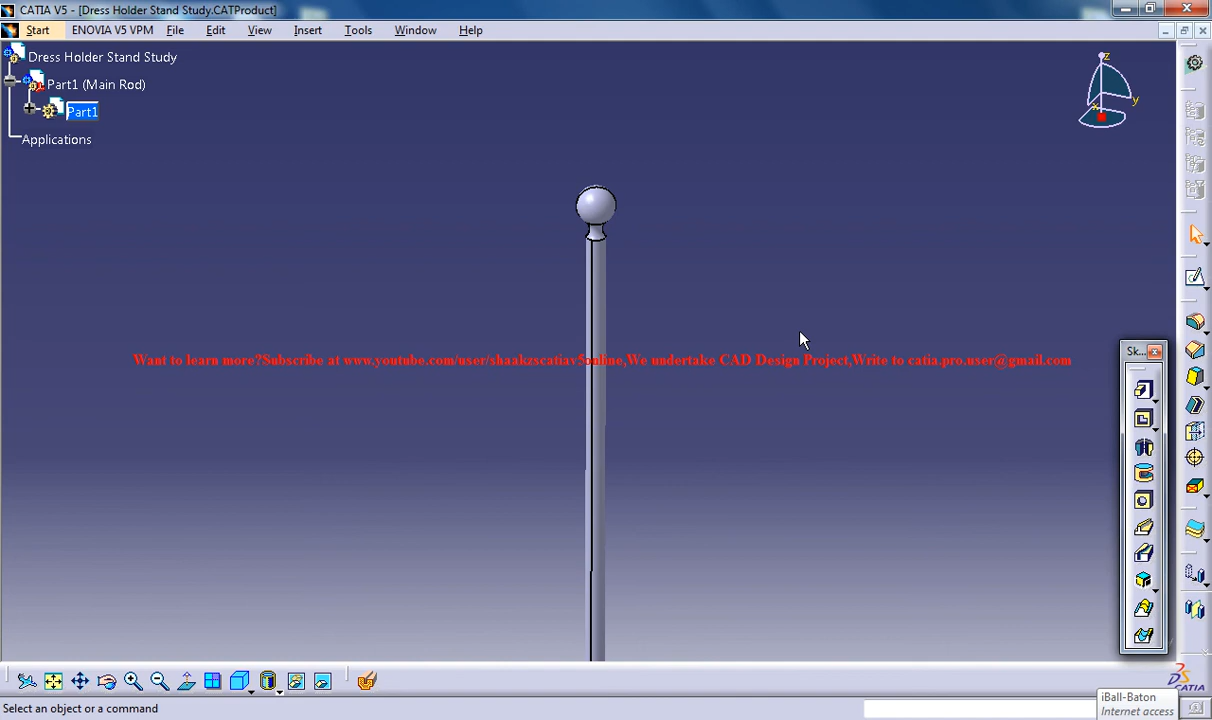 CATIA V5 - [Dress Holder Stand Study.CATProduct]
Start ENOVIA V5 VPM File Edit View Insert Tools Window Help
Dress Holder Stand Study
Part1 (Main Rod)
Part1
Applications
z
y
x
Want to learn more?Subscribe at www.youtube.com/user/shaakzscatiav5online,We undertake CAD Design Project,Write to catia.pro.user@gmail.com
Sk...
CATIA
iBall-Baton
Internet access
Select an object or a command